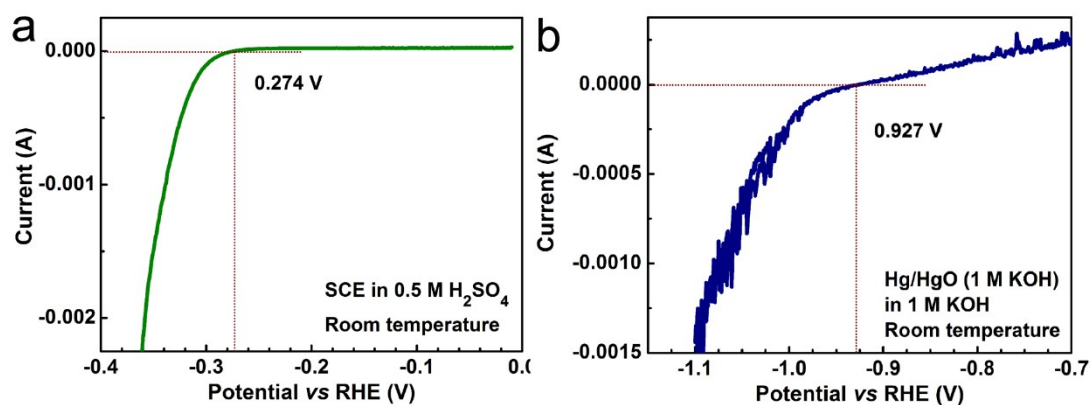 a
0.000
-0.001
-0.002
Current (A)
0.274 V
SCE in 0.5 M H₂SO₄
Room temperature
-0.4
-0.3
-0.2
-0.1
0.0
Potential vs RHE (V)
b
0.0000
-0.0005
-0.0010
-0.0015
Current (A)
0.927 V
Hg/HgO (1 M KOH)
in 1 M KOH
Room temperature
-1.1
-1.0
-0.9
-0.8
-0.7
Potential vs RHE (V)